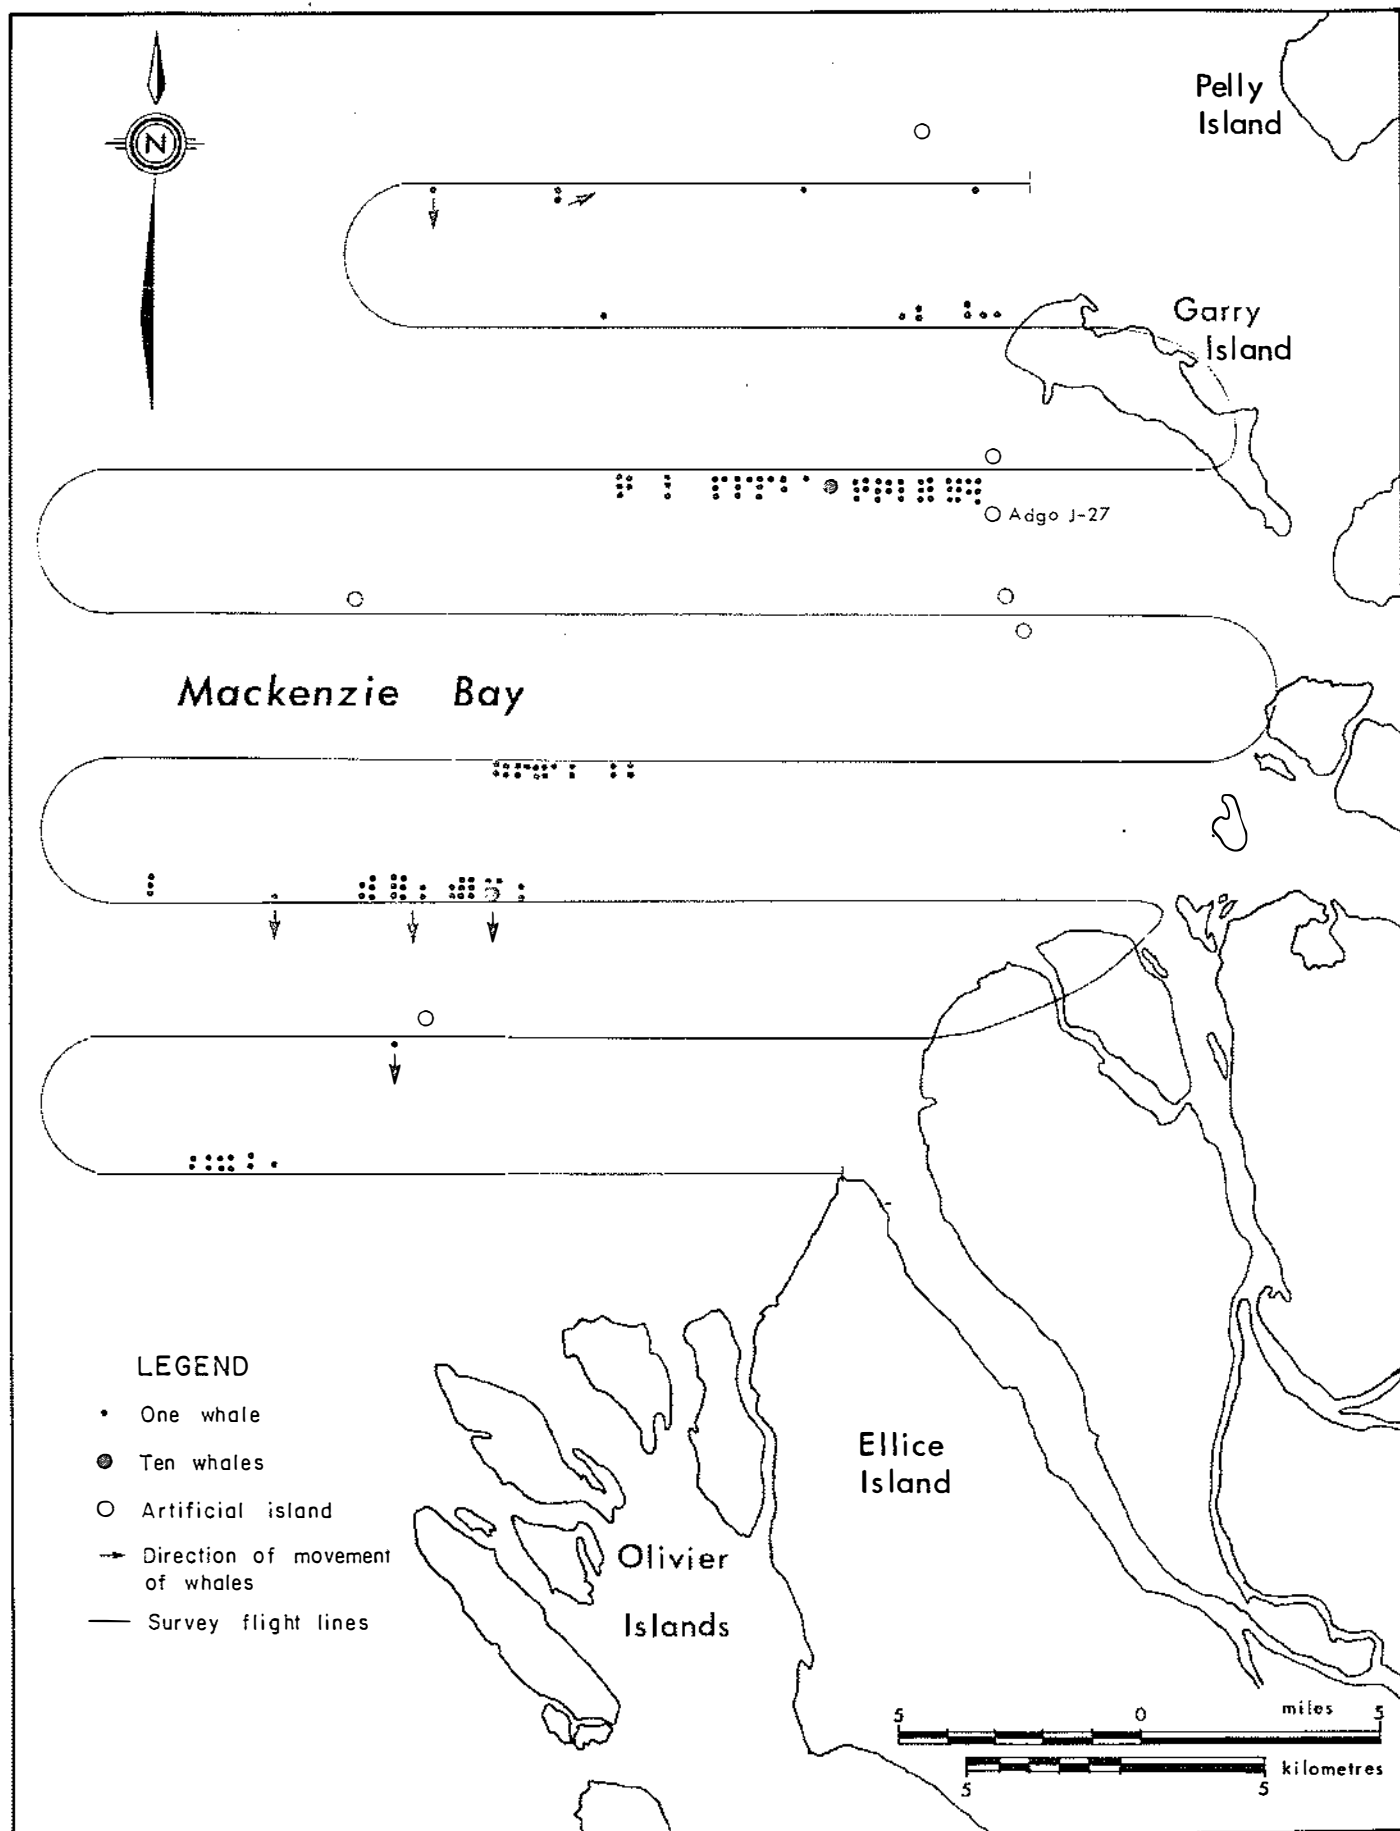 Pelly
Island
N
Garry
Island
Adgo J-27
Mackenzie Bay
LEGEND
One whale
Ten whales
Artificial island
Direction of movement
of whales
Survey flight lines
Ellice
Island
Olivier
Islands
5 0 5
miles
kilometres
5 5